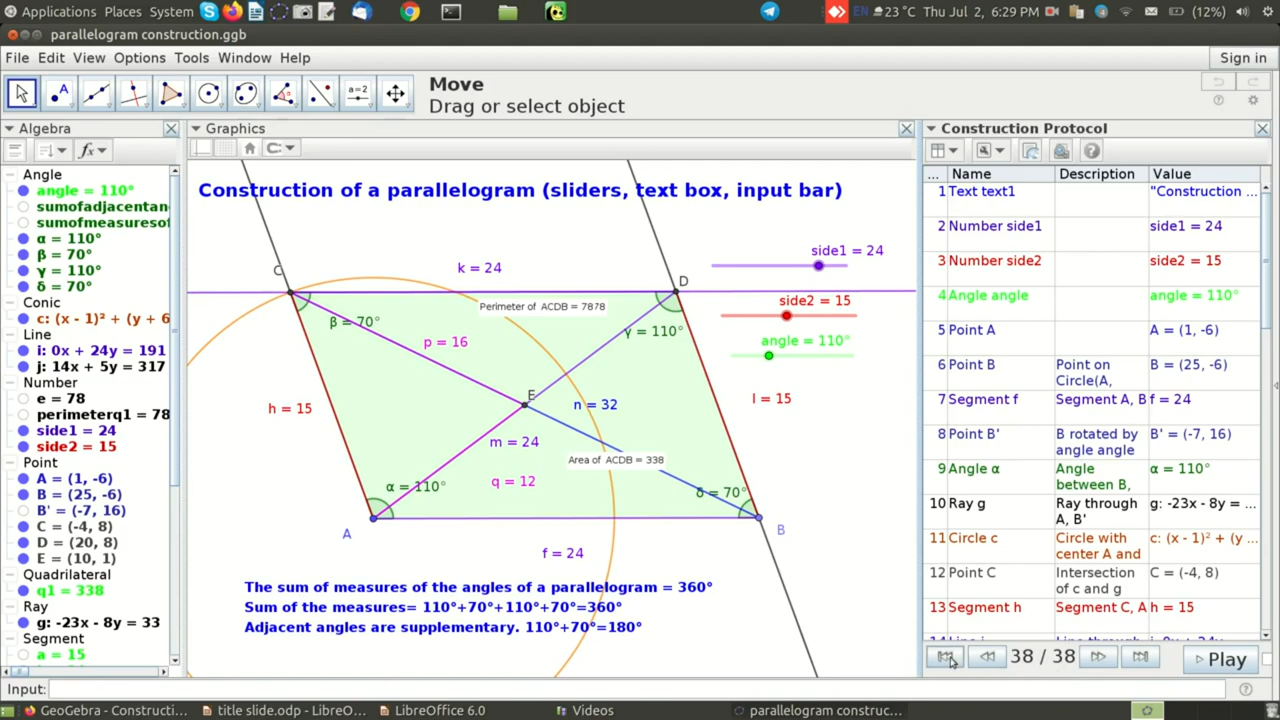 Applications Places System
EN 23 °C Thu Jul 2, 6:29 PM (12%)
parallelogram construction.ggb
File Edit View Options Tools Window Help
Sign in
a=2
Move
Drag or select object
Algebra
Graphics
Construction Protocol
fx
Angle
angle = 110°
sumofadjacentan
sumofmeasuresof
α = 110°
β = 70°
γ = 110°
δ = 70°
Conic
c: (x - 1)² + (y + 6
Line
i: 0x + 24y = 191
j: 14x + 5y = 317
Number
e = 78
perimeterq1 = 78
side1 = 24
side2 = 15
Point
A = (1, -6)
B = (25, -6)
B' = (-7, 16)
C = (-4, 8)
D = (20, 8)
E = (10, 1)
Quadrilateral
q1 = 338
Ray
g: -23x - 8y = 33
Segment
a = 15
Construction of a parallelogram (sliders, text box, input bar)
side1 = 24
k = 24
C
D
Perimeter of ACDB = 7878
side2 = 15
β = 70°
γ = 110°
p = 16
angle = 110°
E
h = 15
n = 32
l = 15
m = 24
Area of ACDB = 338
α = 110°
q = 12
δ = 70°
A
B
f = 24
The sum of measures of the angles of a parallelogram = 360°
Sum of the measures= 110°+70°+110°+70°=360°
Adjacent angles are supplementary. 110°+70°=180°
... Name Description Value
1 Text text1 "Construction ...
2 Number side1 side1 = 24
3 Number side2 side2 = 15
4 Angle angle angle = 110°
5 Point A A = (1, -6)
6 Point B Point on B = (25, -6)
Circle(A,
7 Segment f Segment A, B f = 24
8 Point B' B rotated by B' = (-7, 16)
angle angle
9 Angle α Angle α = 110°
between B,
10 Ray g Ray through g: -23x - 8y = ...
A, B'
11 Circle c Circle with c: (x - 1)² + (y ...
center A and
12 Point C Intersection C = (-4, 8)
of c and g
13 Segment h Segment C, A h = 15
38 / 38
Play
Input:
GeoGebra - Constructi... title slide.odp - LibreO... LibreOffice 6.0 Videos parallelogram construc...